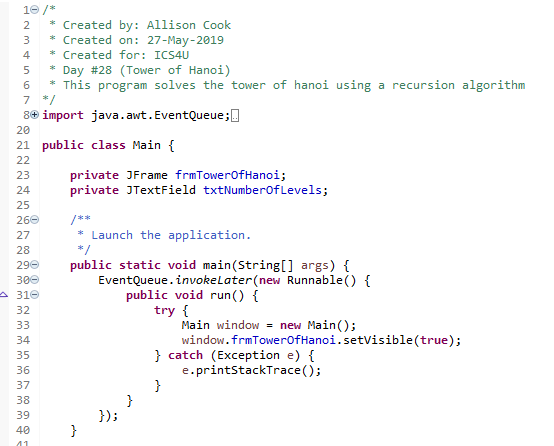 1 /*
2  * Created by: Allison Cook
3  * Created on: 27-May-2019
4  * Created for: ICS4U
5  * Day #28 (Tower of Hanoi)
6  * This program solves the tower of hanoi using a recursion algorithm
7 */
8 import java.awt.EventQueue;
20
21 public class Main {
22
23     private JFrame frmTowerOfHanoi;
24     private JTextField txtNumberOfLevels;
25
26     /**
27      * Launch the application.
28      */
29     public static void main(String[] args) {
30         EventQueue.invokeLater(new Runnable() {
31             public void run() {
32                 try {
33                     Main window = new Main();
34                     window.frmTowerOfHanoi.setVisible(true);
35                 } catch (Exception e) {
36                     e.printStackTrace();
37                 }
38             }
39         });
40     }
41